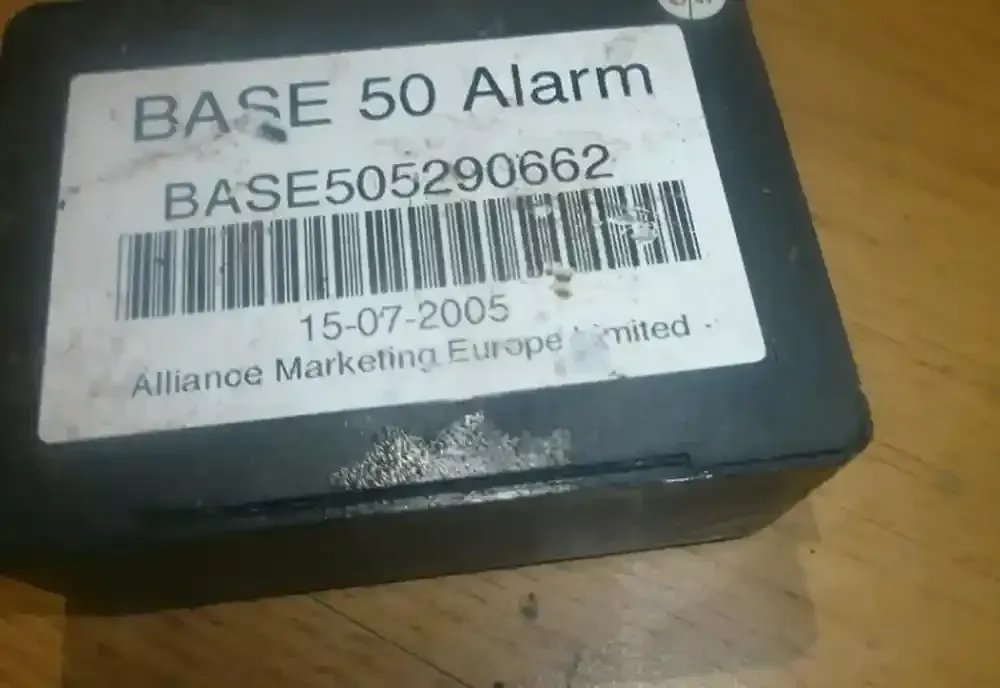 BASE 50 Alarm
BASE505290662
15-07-2005
Alliance Marketing Europe Limited